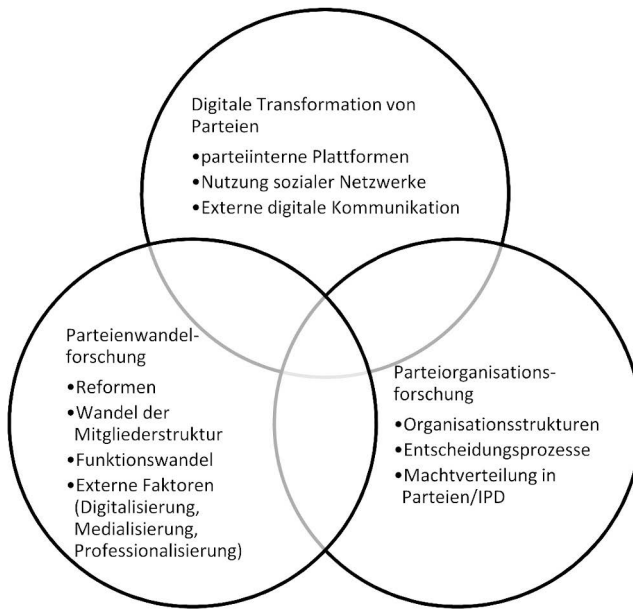 Digitale Transformation von
Parteien
•parteiinterne Plattformen
•Nutzung sozialer Netzwerke
•Externe digitale Kommunikation
Parteienwandel-
forschung
•Reformen
•Wandel der
Mitgliederstruktur
•Funktionswandel
•Externe Faktoren
(Digitalisierung,
Medialisierung,
Professionalisierung)
Parteiorganisations-
forschung
•Organisationsstrukturen
•Entscheidungsprozesse
•Machtverteilung in
Parteien/IPD